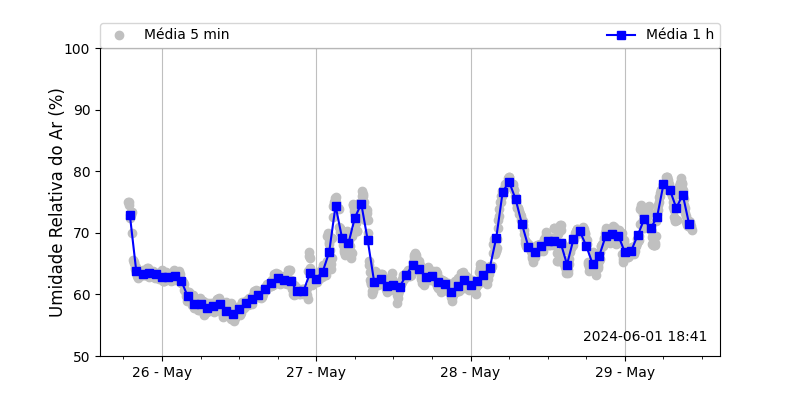 Média 5 min
Média 1 h
Umidade Relativa do Ar (%)
100
90
80
70
60
50
2024-06-01 18:41
26 - May
27 - May
28 - May
29 - May